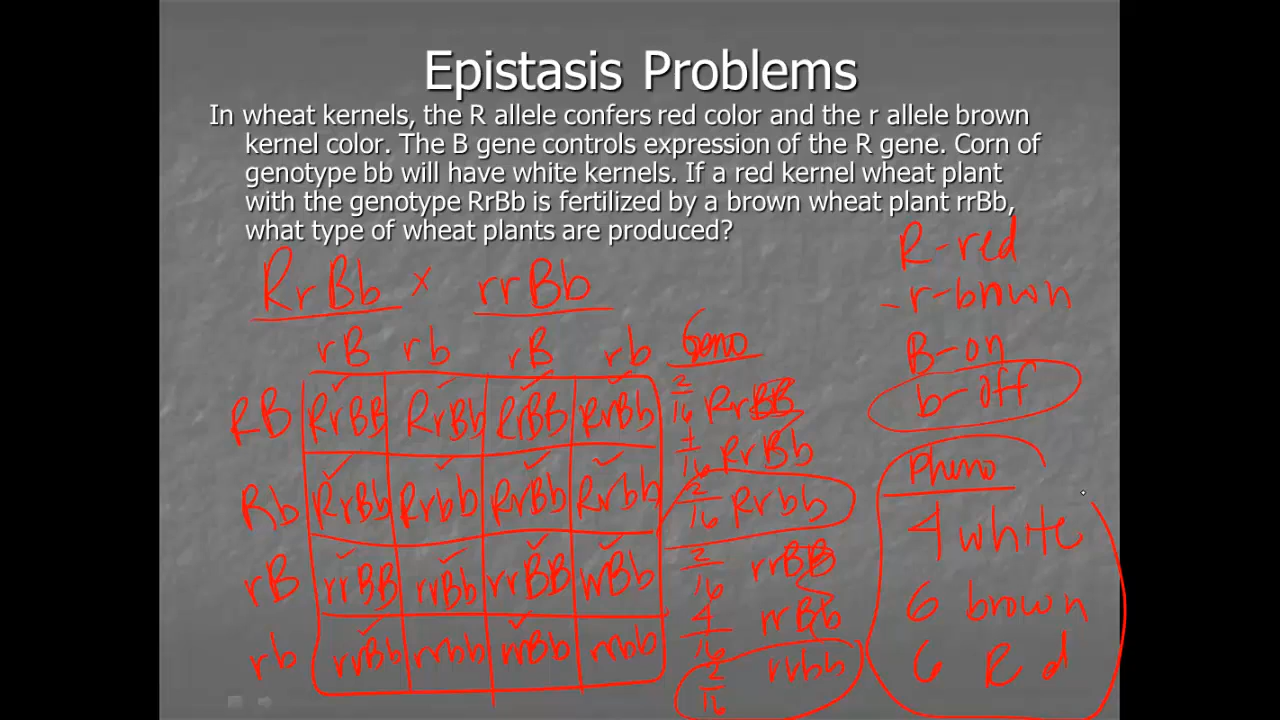 Epistasis Problems
In wheat kernels, the R allele confers red color and the r allele brown
kernel color. The B gene controls expression of the R gene. Corn of
genotype bb will have white kernels. If a red kernel wheat plant
with the genotype RrBb is fertilized by a brown wheat plant rrBb,
what type of wheat plants are produced?
R-red
-r-brown
B-on
b-off
RrBb x rrBb
rB rb rB rb
RB RrBB RrBb RrBB RrBb
Rb RrBb Rrbb RrBb Rrbb
rB rrBB rrBb rrBB rrBb
rb rrBb rrbb rrBb rrbb
Geno
2/16 RrBB
/16 RrBb
2/16 Rrbb
2/16 rrBB
4/16 rrBb
2/16 rrbb
Pheno
4 white
6 brown
6 Red